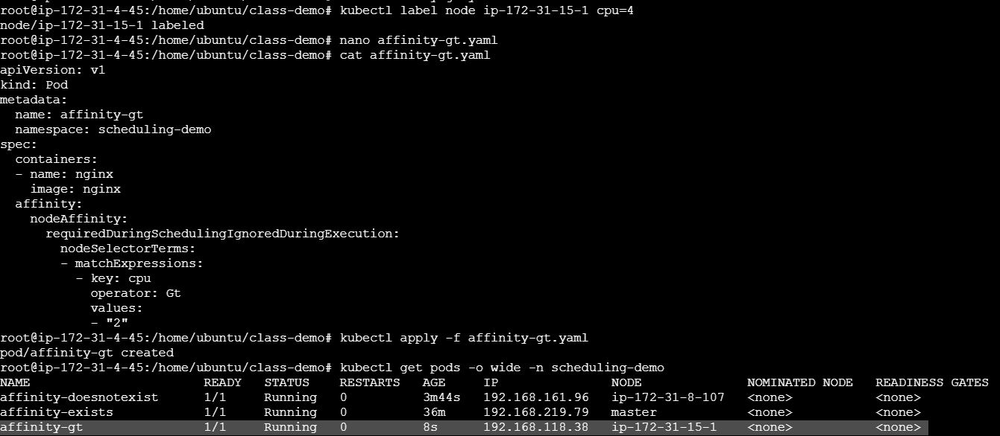 root@ip-172-31-4-45:/home/ubuntu/class-demo# kubectl label node ip-172-31-15-1 cpu=4
node/ip-172-31-15-1 labeled
root@ip-172-31-4-45:/home/ubuntu/class-demo# nano affinity-gt.yaml
root@ip-172-31-4-45:/home/ubuntu/class-demo# cat affinity-gt.yaml
apiVersion: v1
kind: Pod
metadata:
  name: affinity-gt
  namespace: scheduling-demo
spec:
  containers:
  - name: nginx
    image: nginx
  affinity:
    nodeAffinity:
      requiredDuringSchedulingIgnoredDuringExecution:
        nodeSelectorTerms:
        - matchExpressions:
          - key: cpu
            operator: Gt
            values:
            - "2"
root@ip-172-31-4-45:/home/ubuntu/class-demo# kubectl apply -f affinity-gt.yaml
pod/affinity-gt created
root@ip-172-31-4-45:/home/ubuntu/class-demo# kubectl get pods -o wide -n scheduling-demo
NAME                    READY   STATUS    RESTARTS   AGE     IP               NODE              NOMINATED NODE   READINESS GATES
affinity-doesnotexist   1/1     Running   0          3m44s   192.168.161.96   ip-172-31-8-107   <none>           <none>
affinity-exists         1/1     Running   0          36m     192.168.219.79   master            <none>           <none>
affinity-gt             1/1     Running   0          8s      192.168.118.38   ip-172-31-15-1    <none>           <none>